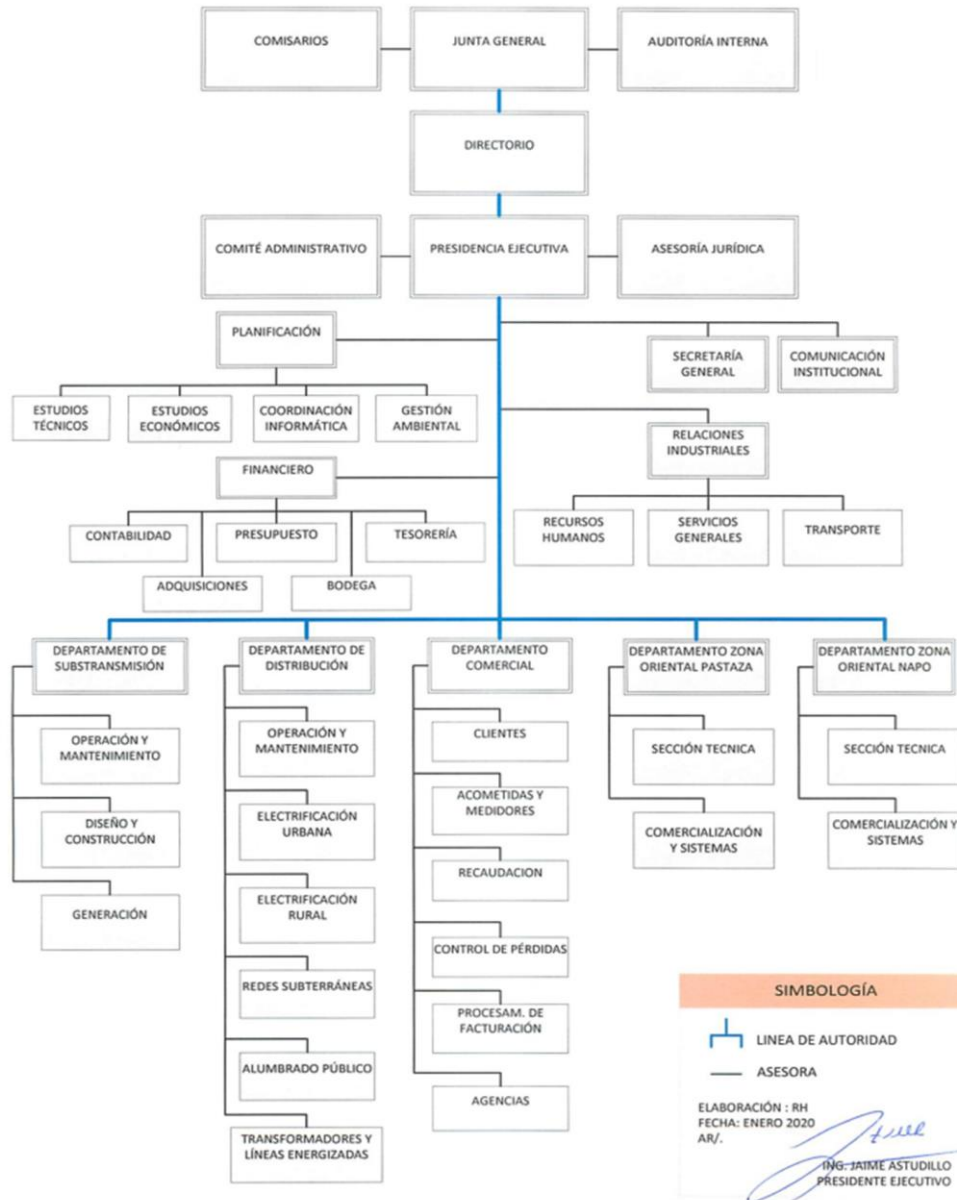 COMISARIOS
JUNTA GENERAL
AUDITORÍA INTERNA
DIRECTORIO
COMITÉ ADMINISTRATIVO
PRESIDENCIA EJECUTIVA
ASESORÍA JURÍDICA
PLANIFICACIÓN
SECRETARÍA
GENERAL
COMUNICACIÓN
INSTITUCIONAL
ESTUDIOS
TÉCNICOS
ESTUDIOS
ECONÓMICOS
COORDINACIÓN
INFORMÁTICA
GESTIÓN
AMBIENTAL
RELACIONES
INDUSTRIALES
FINANCIERO
CONTABILIDAD
PRESUPUESTO
TESORERÍA
ADQUISICIONES
BODEGA
RECURSOS
HUMANOS
SERVICIOS
GENERALES
TRANSPORTE
DEPARTAMENTO DE
SUBSTRANSMISIÓN
OPERACIÓN Y
MANTENIMIENTO
DISEÑO Y
CONSTRUCCIÓN
GENERACIÓN
DEPARTAMENTO DE
DISTRIBUCIÓN
OPERACIÓN Y
MANTENIMIENTO
ELECTRIFICACIÓN
URBANA
ELECTRIFICACIÓN
RURAL
REDES SUBTERRÁNEAS
ALUMBRADO PÚBLICO
TRANSFORMADORES Y
LÍNEAS ENERGIZADAS
DEPARTAMENTO
COMERCIAL
CLIENTES
ACOMETIDAS Y
MEDIDORES
RECAUDACION
CONTROL DE PÉRDIDAS
PROCESAM. DE
FACTURACIÓN
AGENCIAS
DEPARTAMENTO ZONA
ORIENTAL PASTAZA
SECCIÓN TECNICA
COMERCIALIZACIÓN
Y SISTEMAS
DEPARTAMENTO ZONA
ORIENTAL NAPO
SECCIÓN TECNICA
COMERCIALIZACIÓN Y
SISTEMAS
SIMBOLOGÍA
LINEA DE AUTORIDAD
ASESORA
ELABORACIÓN : RH
FECHA: ENERO 2020
AR/.
ING. JAIME ASTUDILLO
PRESIDENTE EJECUTIVO